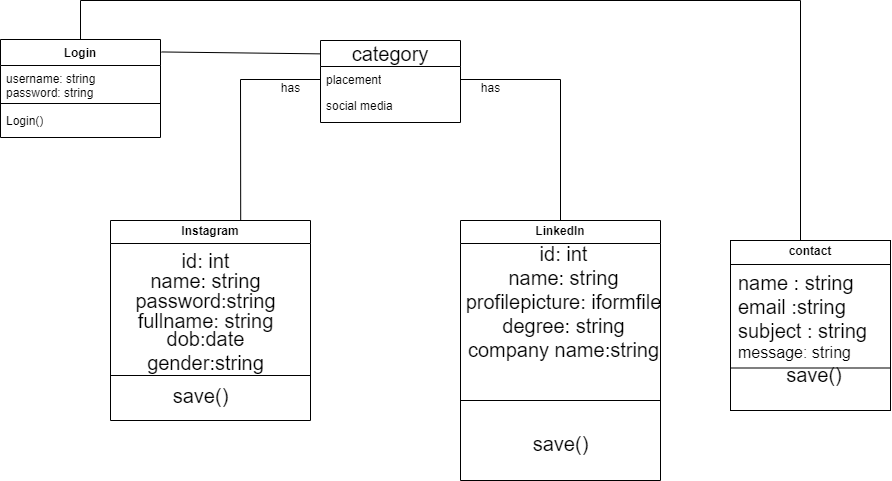 Login
username: string
password: string
Login()
category
placement
social media
has
has
Instagram
id: int
name: string
password:string
fullname: string
dob:date
gender:string
save()
LinkedIn
id: int
name: string
profilepicture: iformfile
degree: string
company name:string
save()
contact
name : string
email :string
subject : string
message: string
save()